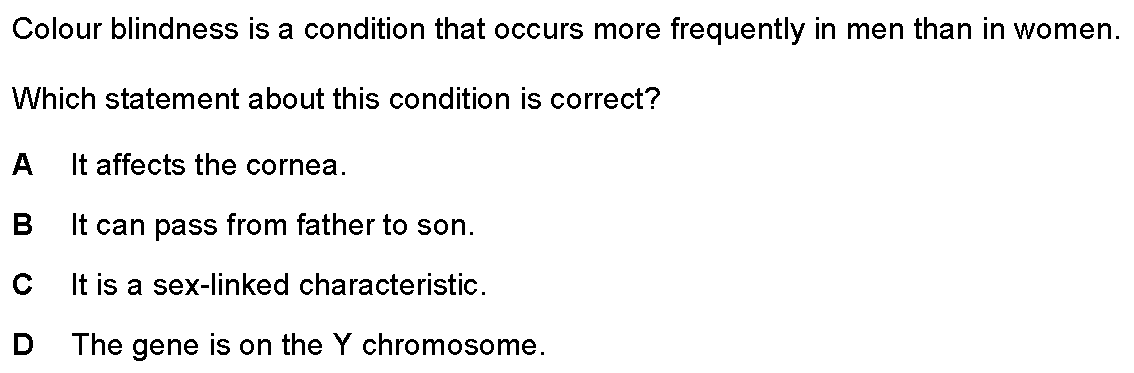 Colour blindness is a condition that occurs more frequently in men than in women.
Which statement about this condition is correct?
A It affects the cornea.
B It can pass from father to son.
C It is a sex-linked characteristic.
D The gene is on the Y chromosome.